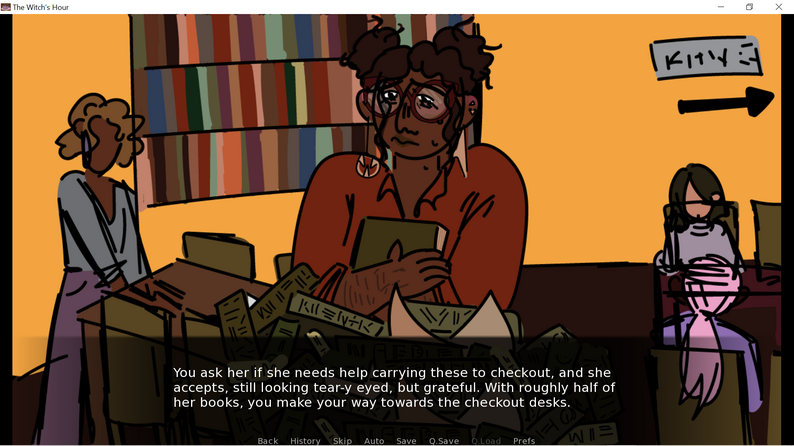 The Witch's Hour
You ask her if she needs help carrying these to checkout, and she
accepts, still looking tear-y eyed, but grateful. With roughly half of
her books, you make your way towards the checkout desks.
Back History Skip Auto Save Q.Save Q.Load Prefs